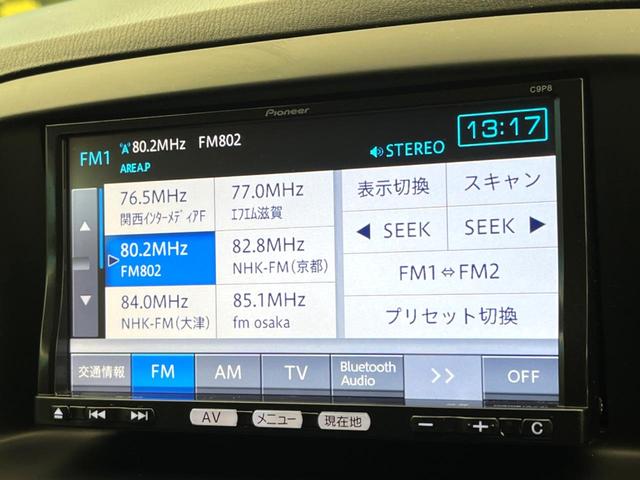 C9P8
Pioneer
FM1 80.2MHz FM802
AREA.P
STEREO
13:17
76.5MHz
関西インターメディアF
77.0MHz
エフエム滋賀
80.2MHz
FM802
82.8MHz
NHK-FM(京都)
84.0MHz
NHK-FM(大津)
85.1MHz
fm osaka
表示切換
スキャン
◀ SEEK
SEEK ▶
FM1⇔FM2
プリセット切換
交通情報
FM
AM
TV
Bluetooth
Audio
>>
OFF
AV
メニュー
現在地
− + C